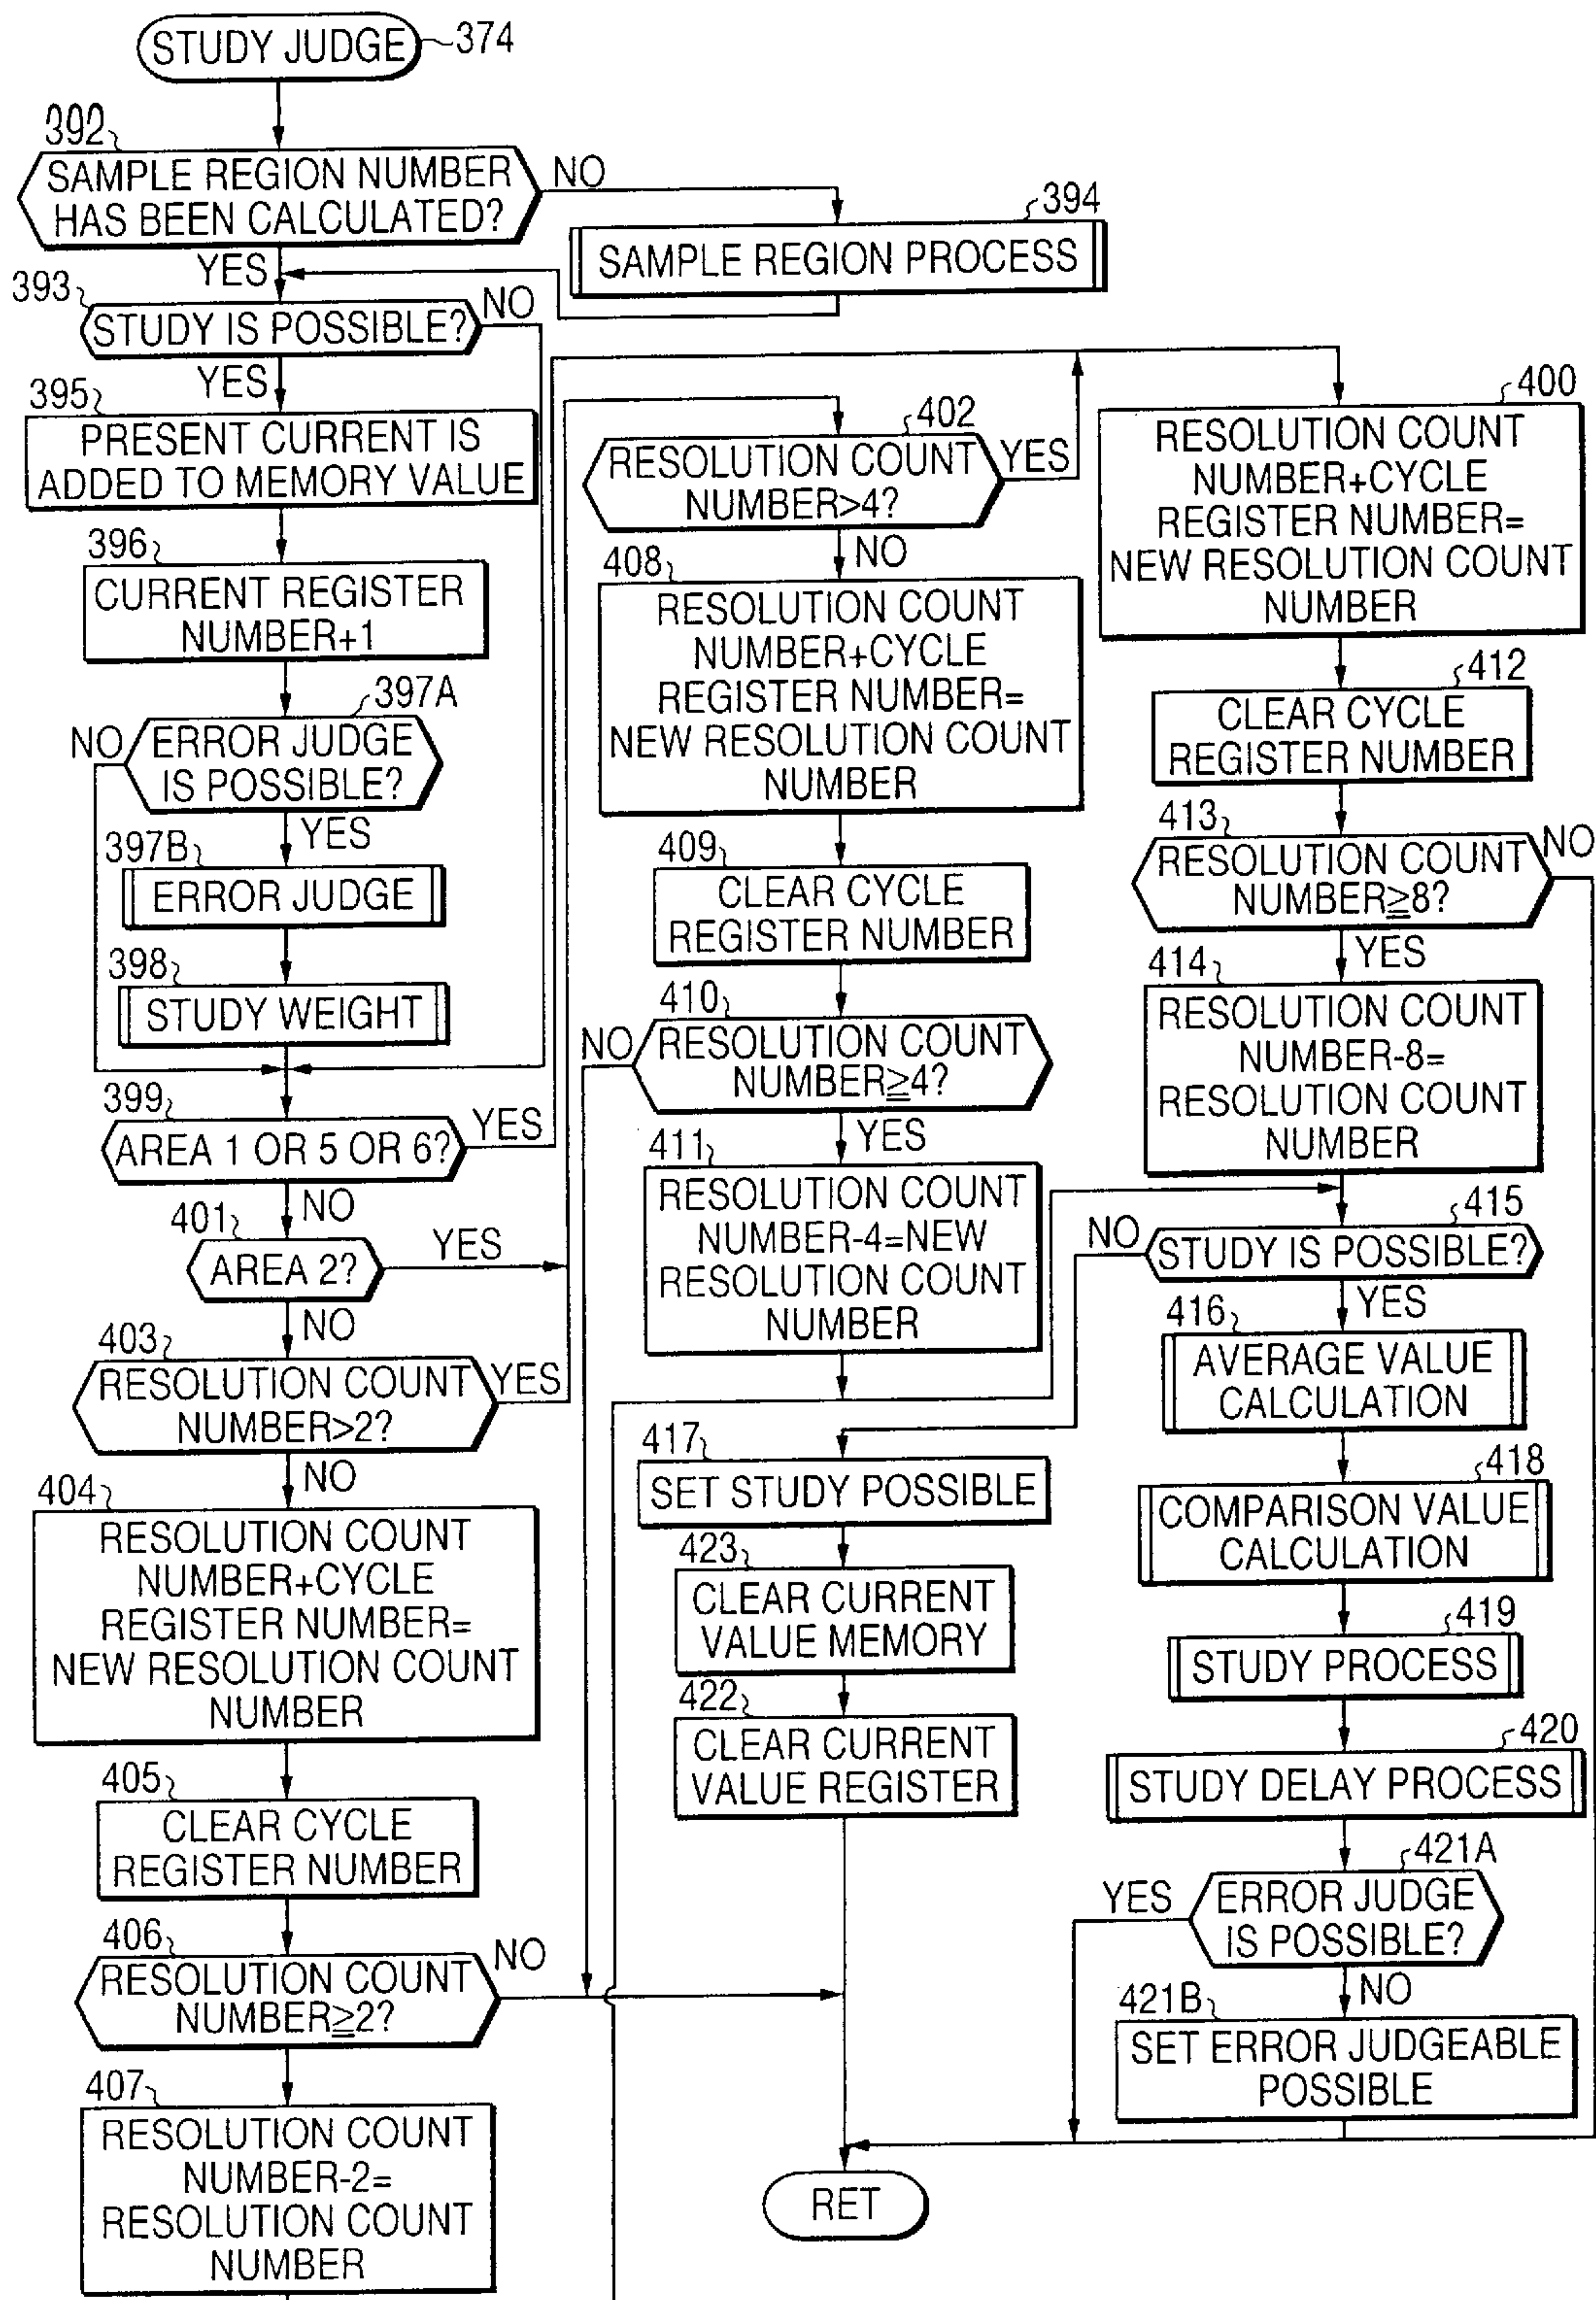 STUDY JUDGE
374
392
SAMPLE REGION NUMBER
HAS BEEN CALCULATED?
NO
YES
394
SAMPLE REGION PROCESS
393
STUDY IS POSSIBLE?
NO
YES
395
PRESENT CURRENT IS
ADDED TO MEMORY VALUE
396
CURRENT REGISTER
NUMBER+1
397A
ERROR JUDGE
IS POSSIBLE?
NO
YES
397B
ERROR JUDGE
398
STUDY WEIGHT
399
AREA 1 OR 5 OR 6?
YES
NO
401
AREA 2?
YES
NO
403
RESOLUTION COUNT
NUMBER>2?
YES
NO
404
RESOLUTION COUNT
NUMBER+CYCLE
REGISTER NUMBER=
NEW RESOLUTION COUNT
NUMBER
405
CLEAR CYCLE
REGISTER NUMBER
406
RESOLUTION COUNT
NUMBER≧2?
NO
407
RESOLUTION COUNT
NUMBER-2=
RESOLUTION COUNT
NUMBER
402
RESOLUTION COUNT
NUMBER>4?
YES
NO
408
RESOLUTION COUNT
NUMBER+CYCLE
REGISTER NUMBER=
NEW RESOLUTION COUNT
NUMBER
409
CLEAR CYCLE
REGISTER NUMBER
410
RESOLUTION COUNT
NUMBER≧4?
NO
YES
411
RESOLUTION COUNT
NUMBER-4=NEW
RESOLUTION COUNT
NUMBER
417
SET STUDY POSSIBLE
423
CLEAR CURRENT
VALUE MEMORY
422
CLEAR CURRENT
VALUE REGISTER
RET
400
RESOLUTION COUNT
NUMBER+CYCLE
REGISTER NUMBER=
NEW RESOLUTION COUNT
NUMBER
412
CLEAR CYCLE
REGISTER NUMBER
413
RESOLUTION COUNT
NUMBER≧8?
NO
YES
414
RESOLUTION COUNT
NUMBER-8=
RESOLUTION COUNT
NUMBER
415
STUDY IS POSSIBLE?
NO
YES
416
AVERAGE VALUE
CALCULATION
418
COMPARISON VALUE
CALCULATION
419
STUDY PROCESS
420
STUDY DELAY PROCESS
421A
ERROR JUDGE
IS POSSIBLE?
YES
NO
421B
SET ERROR JUDGEABLE
POSSIBLE